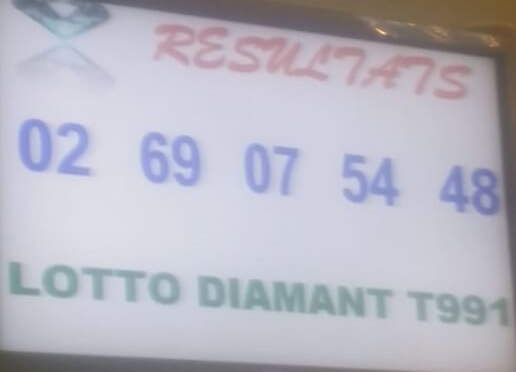 RESULTATS
02 69 07 54 48
LOTTO DIAMANT T991